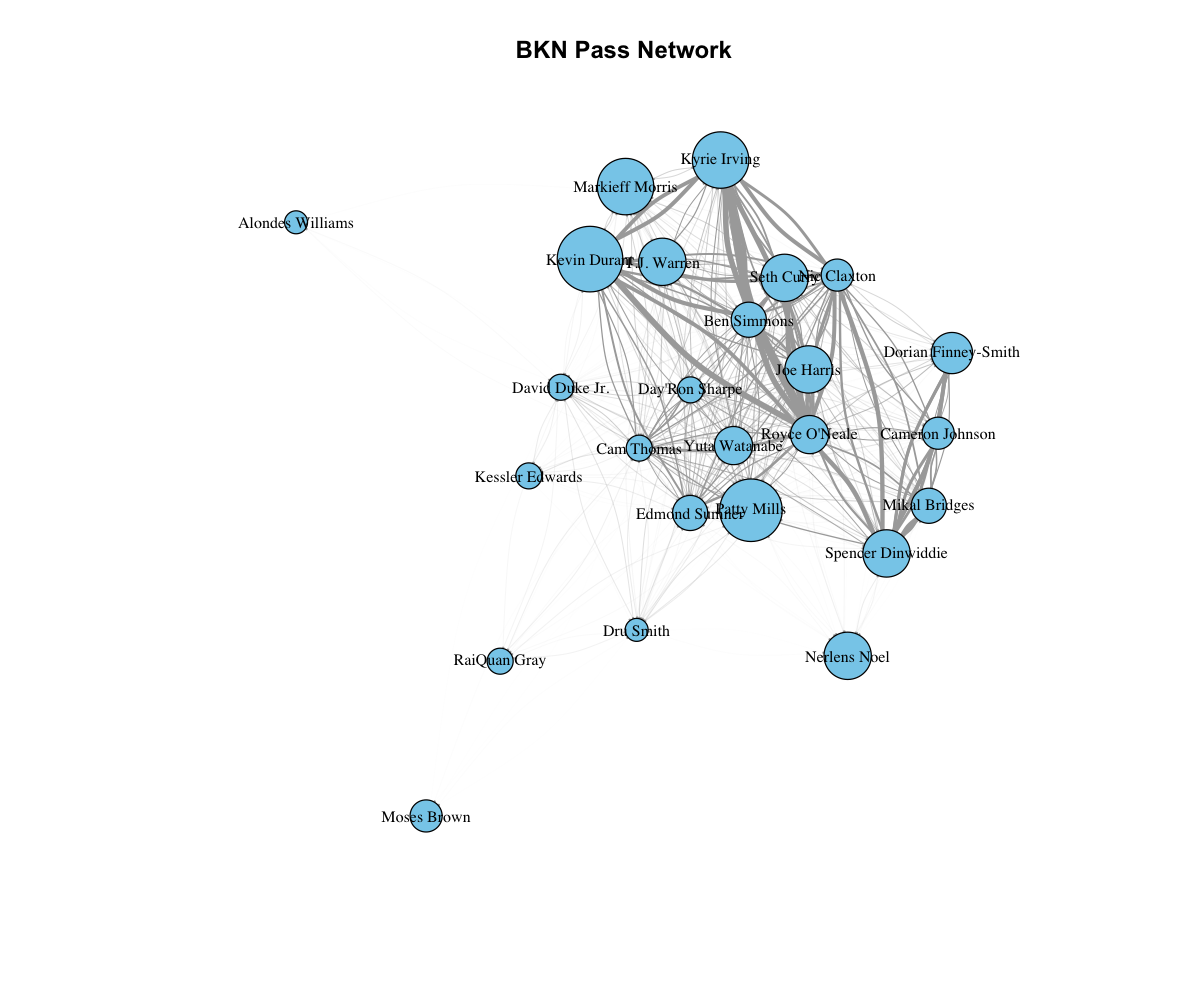 BKN Pass Network
Kyrie Irving
Markieff Morris
Alondes Williams
Kevin Durant
T.J. Warren
Seth Curry
Nic Claxton
Ben Simmons
Dorian Finney-Smith
Joe Harris
David Duke Jr.
Day'Ron Sharpe
Royce O'Neale
Cameron Johnson
Cam Thomas
Yuta Watanabe
Kessler Edwards
Mikal Bridges
Edmond Sumner
Patty Mills
Spencer Dinwiddie
Dru Smith
RaiQuan Gray
Nerlens Noel
Moses Brown